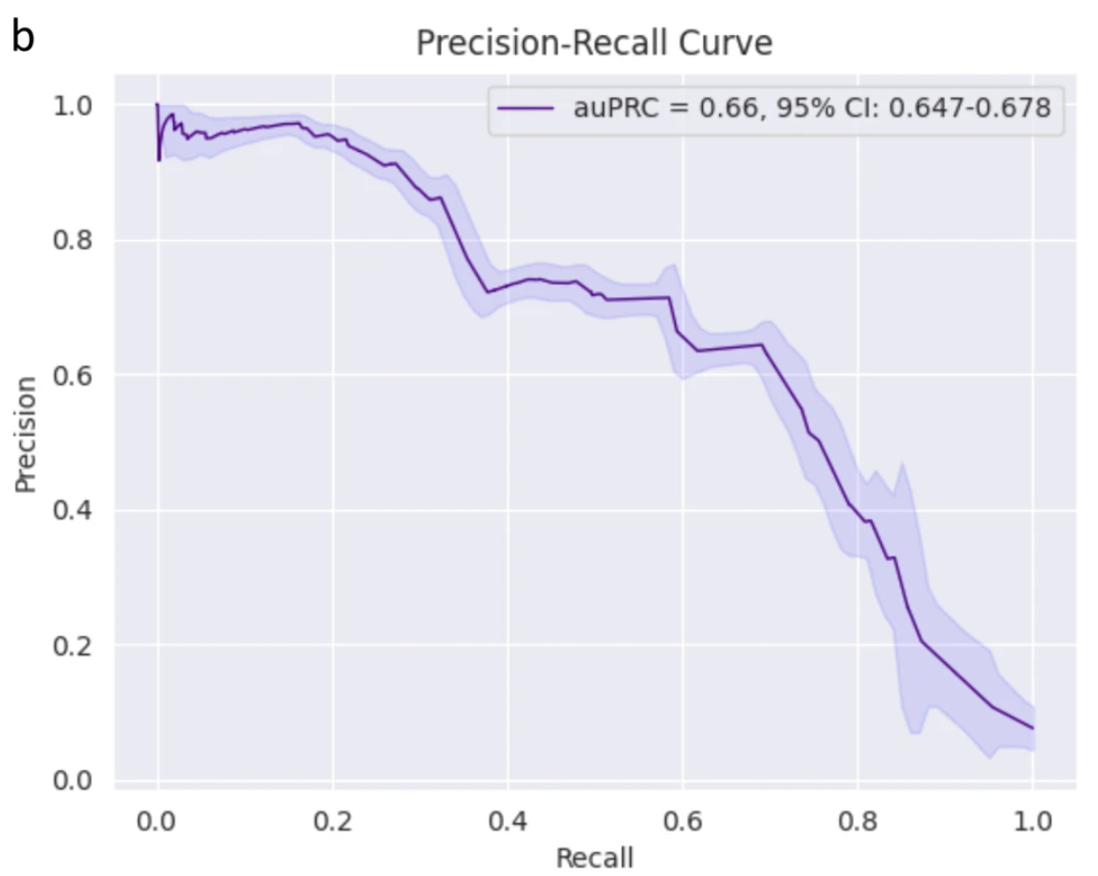 b
Precision-Recall Curve
auPRC = 0.66, 95% CI: 0.647-0.678
1.0
0.8
0.6
0.4
0.2
0.0
Precision
0.0 0.2 0.4 0.6 0.8 1.0
Recall